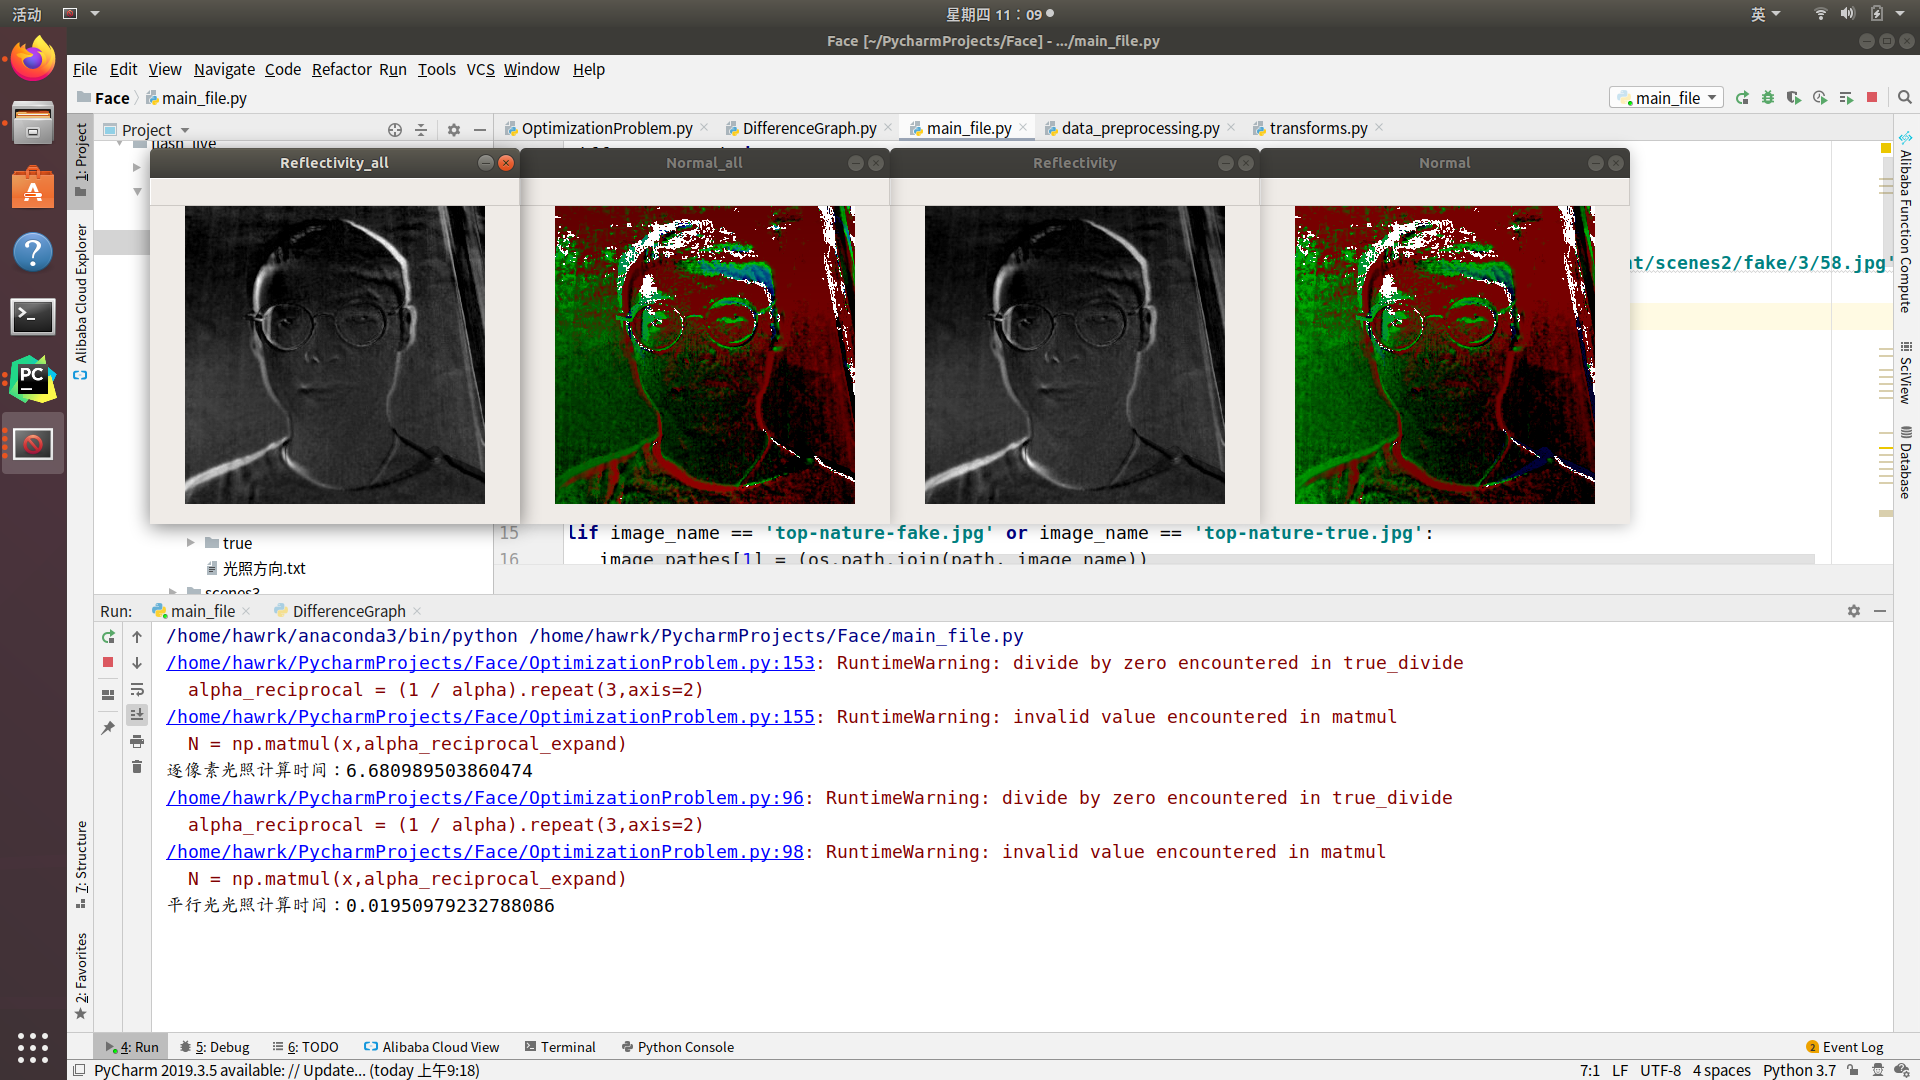 活动
星期四 11：09
英
Face [~/PycharmProjects/Face] - .../main_file.py
File Edit View Navigate Code Refactor Run Tools VCS Window Help
Face main_file.py
main_file
Project
OptimizationProblem.py
DifferenceGraph.py
main_file.py
data_preprocessing.py
transforms.py
Reflectivity_all
Normal_all
Reflectivity
Normal
nt/scenes2/fake/3/58.jpg'
15 lif image_name == 'top-nature-fake.jpg' or image_name == 'top-nature-true.jpg':
16 image_pathes[1] = (os.path.join(path, image_name))
true
光照方向.txt
scenes3
1: Project
Alibaba Cloud Explorer
7: Structure
2: Favorites
Alibaba Function Compute
SciView
Database
Run: main_file DifferenceGraph
/home/hawrk/anaconda3/bin/python /home/hawrk/PycharmProjects/Face/main_file.py
/home/hawrk/PycharmProjects/Face/OptimizationProblem.py:153: RuntimeWarning: divide by zero encountered in true_divide
alpha_reciprocal = (1 / alpha).repeat(3,axis=2)
/home/hawrk/PycharmProjects/Face/OptimizationProblem.py:155: RuntimeWarning: invalid value encountered in matmul
N = np.matmul(x,alpha_reciprocal_expand)
逐像素光照计算时间：6.680989503860474
/home/hawrk/PycharmProjects/Face/OptimizationProblem.py:96: RuntimeWarning: divide by zero encountered in true_divide
alpha_reciprocal = (1 / alpha).repeat(3,axis=2)
/home/hawrk/PycharmProjects/Face/OptimizationProblem.py:98: RuntimeWarning: invalid value encountered in matmul
N = np.matmul(x,alpha_reciprocal_expand)
平行光光照计算时间：0.01950979232788086
4: Run 5: Debug 6: TODO Alibaba Cloud View Terminal Python Console
2 Event Log
PyCharm 2019.3.5 available: // Update... (today 上午9:18)
7:1 LF UTF-8 4 spaces Python 3.7